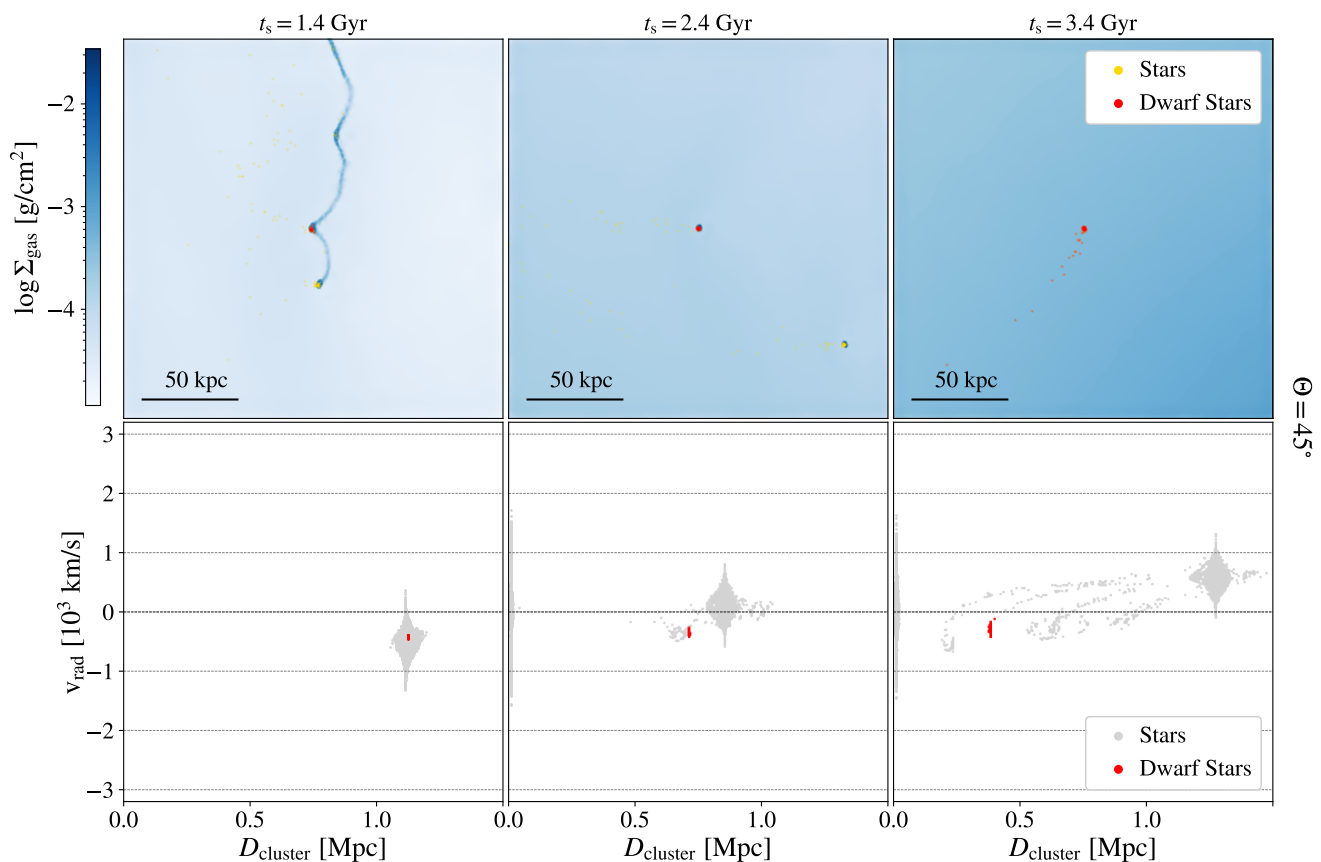 t_s = 1.4 Gyr
t_s = 2.4 Gyr
t_s = 3.4 Gyr
log Σ_gas [g/cm²]
−2
−3
−4
50 kpc
50 kpc
50 kpc
Stars
Dwarf Stars
Θ = 45°
v_rad [10³ km/s]
3
2
1
0
−1
−2
−3
Stars
Dwarf Stars
0.0
0.5
1.0
0.0
0.5
1.0
0.0
0.5
1.0
D_cluster [Mpc]
D_cluster [Mpc]
D_cluster [Mpc]